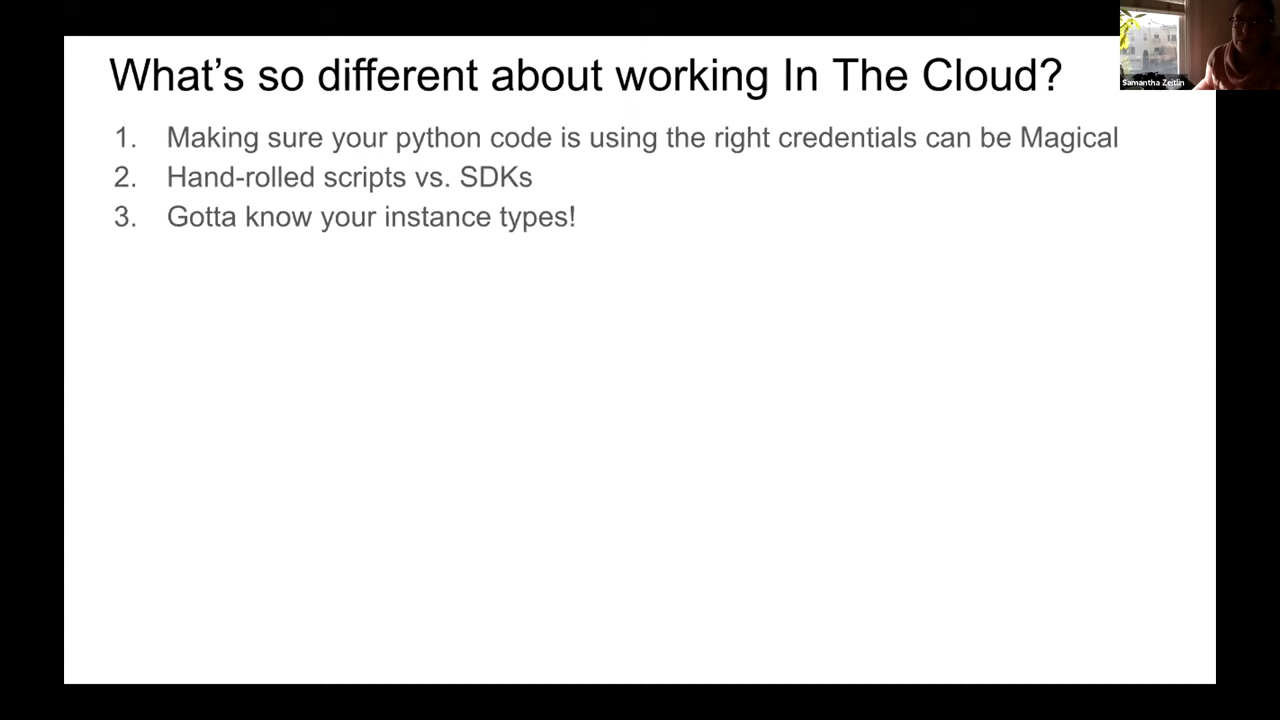 What's so different about working In The Cloud?
1. Making sure your python code is using the right credentials can be Magical
2. Hand-rolled scripts vs. SDKs
3. Gotta know your instance types!
Samantha Zeitlin